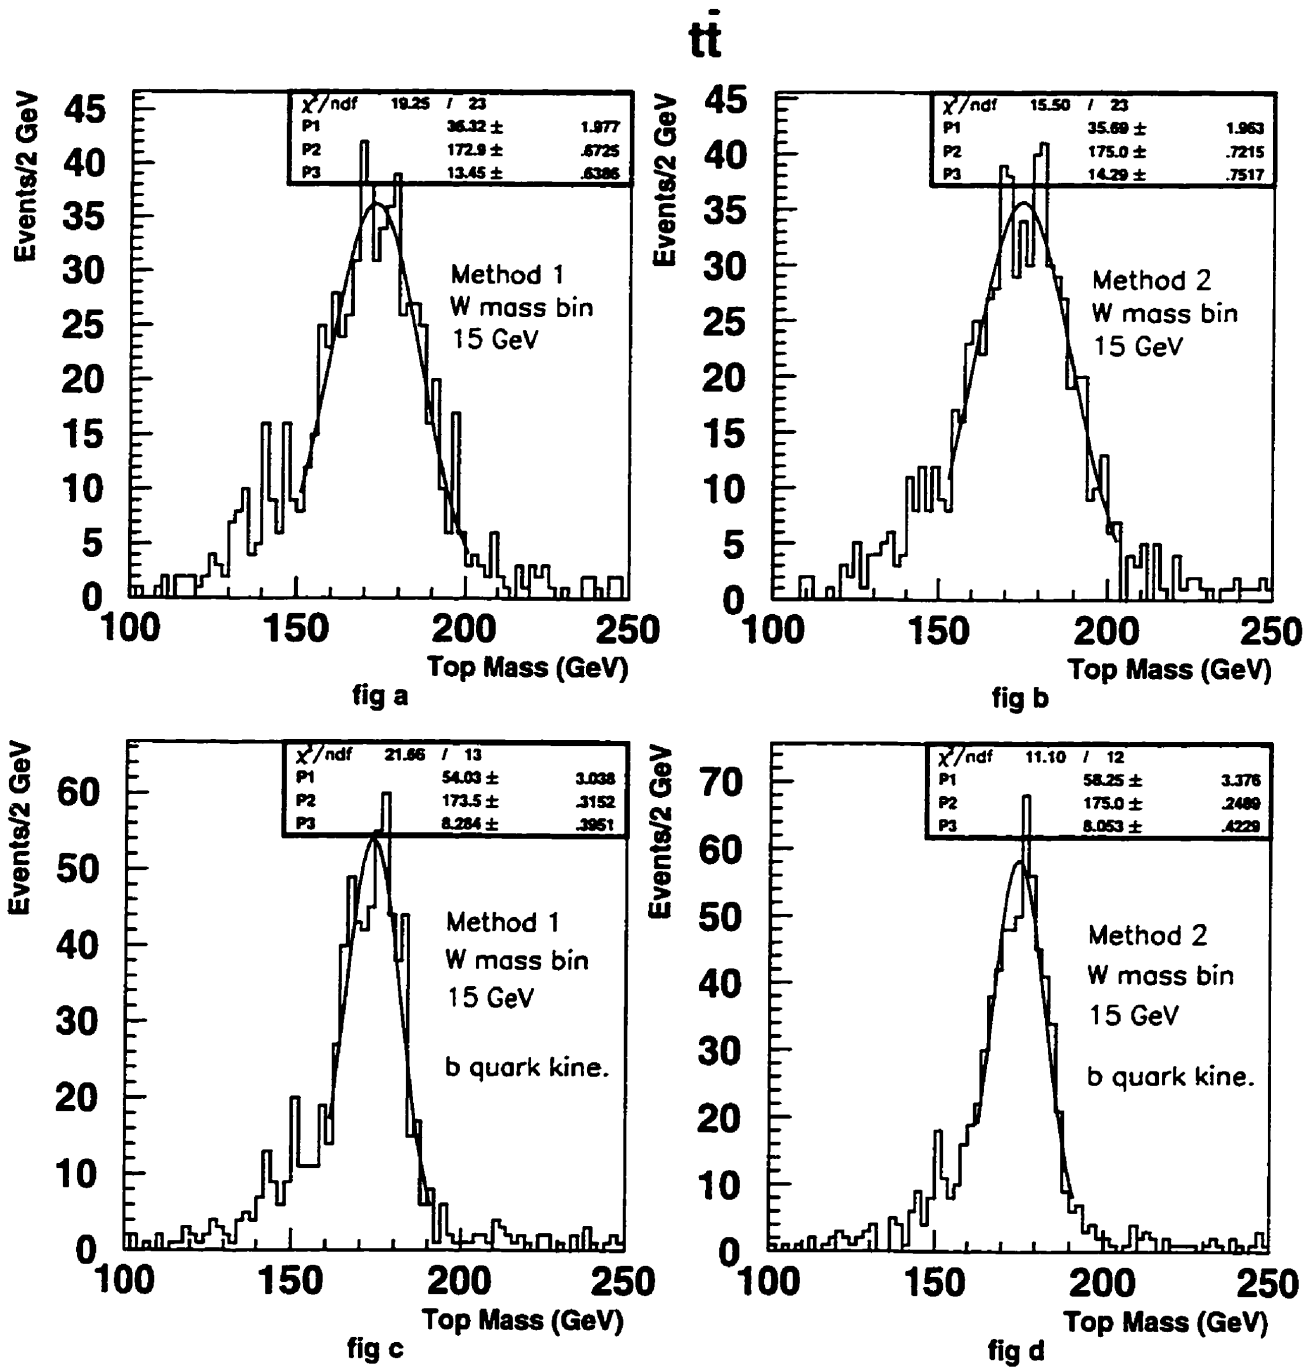 tt̄
Events/2 GeV
45
40
35
30
25
20
15
10
5
0
100 150 200 250
Top Mass (GeV)
χ²/ndf 19.25 / 23
P1 36.32 ± 1.977
P2 172.9 ± .6725
P3 13.45 ± .6386
Method 1
W mass bin
15 GeV
fig a
Events/2 GeV
45
40
35
30
25
20
15
10
5
0
100 150 200 250
Top Mass (GeV)
χ²/ndf 15.50 / 23
P1 35.69 ± 1.963
P2 175.0 ± .7215
P3 14.29 ± .7517
Method 2
W mass bin
15 GeV
fig b
Events/2 GeV
60
50
40
30
20
10
0
100 150 200 250
Top Mass (GeV)
χ²/ndf 21.66 / 13
P1 54.03 ± 3.038
P2 173.5 ± .3152
P3 8.284 ± .3951
Method 1
W mass bin
15 GeV
b quark kine.
fig c
Events/2 GeV
70
60
50
40
30
20
10
0
100 150 200 250
Top Mass (GeV)
χ²/ndf 11.10 / 12
P1 58.25 ± 3.376
P2 175.0 ± .2489
P3 8.053 ± .4229
Method 2
W mass bin
15 GeV
b quark kine.
fig d